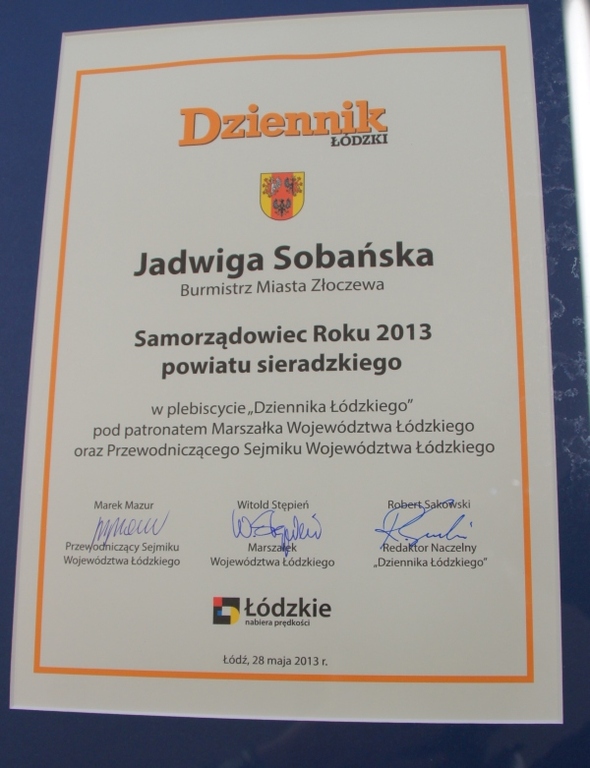 Dziennik
ŁÓDZKI
Jadwiga Sobańska
Burmistrz Miasta Złoczewa
Samorządowiec Roku 2013
powiatu sieradzkiego
w plebiscycie „Dziennika Łódzkiego”
pod patronatem Marszałka Województwa Łódzkiego
oraz Przewodniczącego Sejmiku Województwa Łódzkiego
Marek Mazur
Przewodniczący Sejmiku
Województwa Łódzkiego
Witold Stępień
Marszałek
Województwa Łódzkiego
Robert Sakowski
Redaktor Naczelny
„Dziennika Łódzkiego”
Łódzkie
nabiera prędkości
Łódź, 28 maja 2013 r.